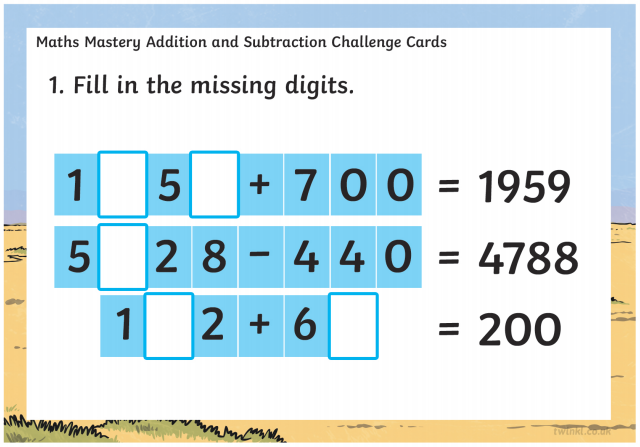 Maths Mastery Addition and Subtraction Challenge Cards
1. Fill in the missing digits.
1 5 + 7 0 0 = 1959
5 2 8 - 4 4 0 = 4788
1 2 + 6 = 200
twinkl.co.uk